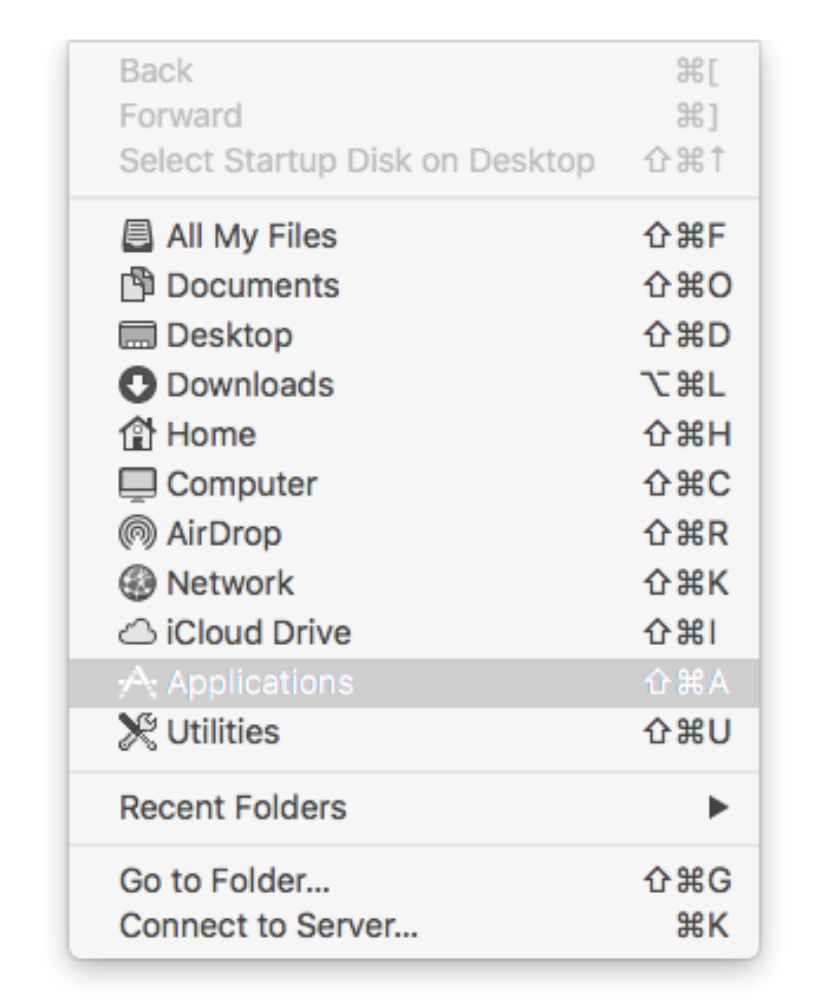 Back ⌘[
Forward ⌘]
Select Startup Disk on Desktop ⇧⌘↑
All My Files ⇧⌘F
Documents ⇧⌘O
Desktop ⇧⌘D
Downloads ⌥⌘L
Home ⇧⌘H
Computer ⇧⌘C
AirDrop ⇧⌘R
Network ⇧⌘K
iCloud Drive ⇧⌘I
Applications ⇧⌘A
Utilities ⇧⌘U
Recent Folders ▶
Go to Folder... ⇧⌘G
Connect to Server... ⌘K